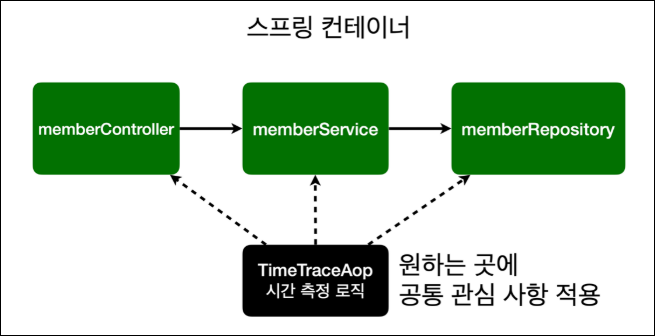 스프링 컨테이너
memberController
memberService
memberRepository
TimeTraceAop
시간 측정 로직
원하는 곳에
공통 관심 사항 적용